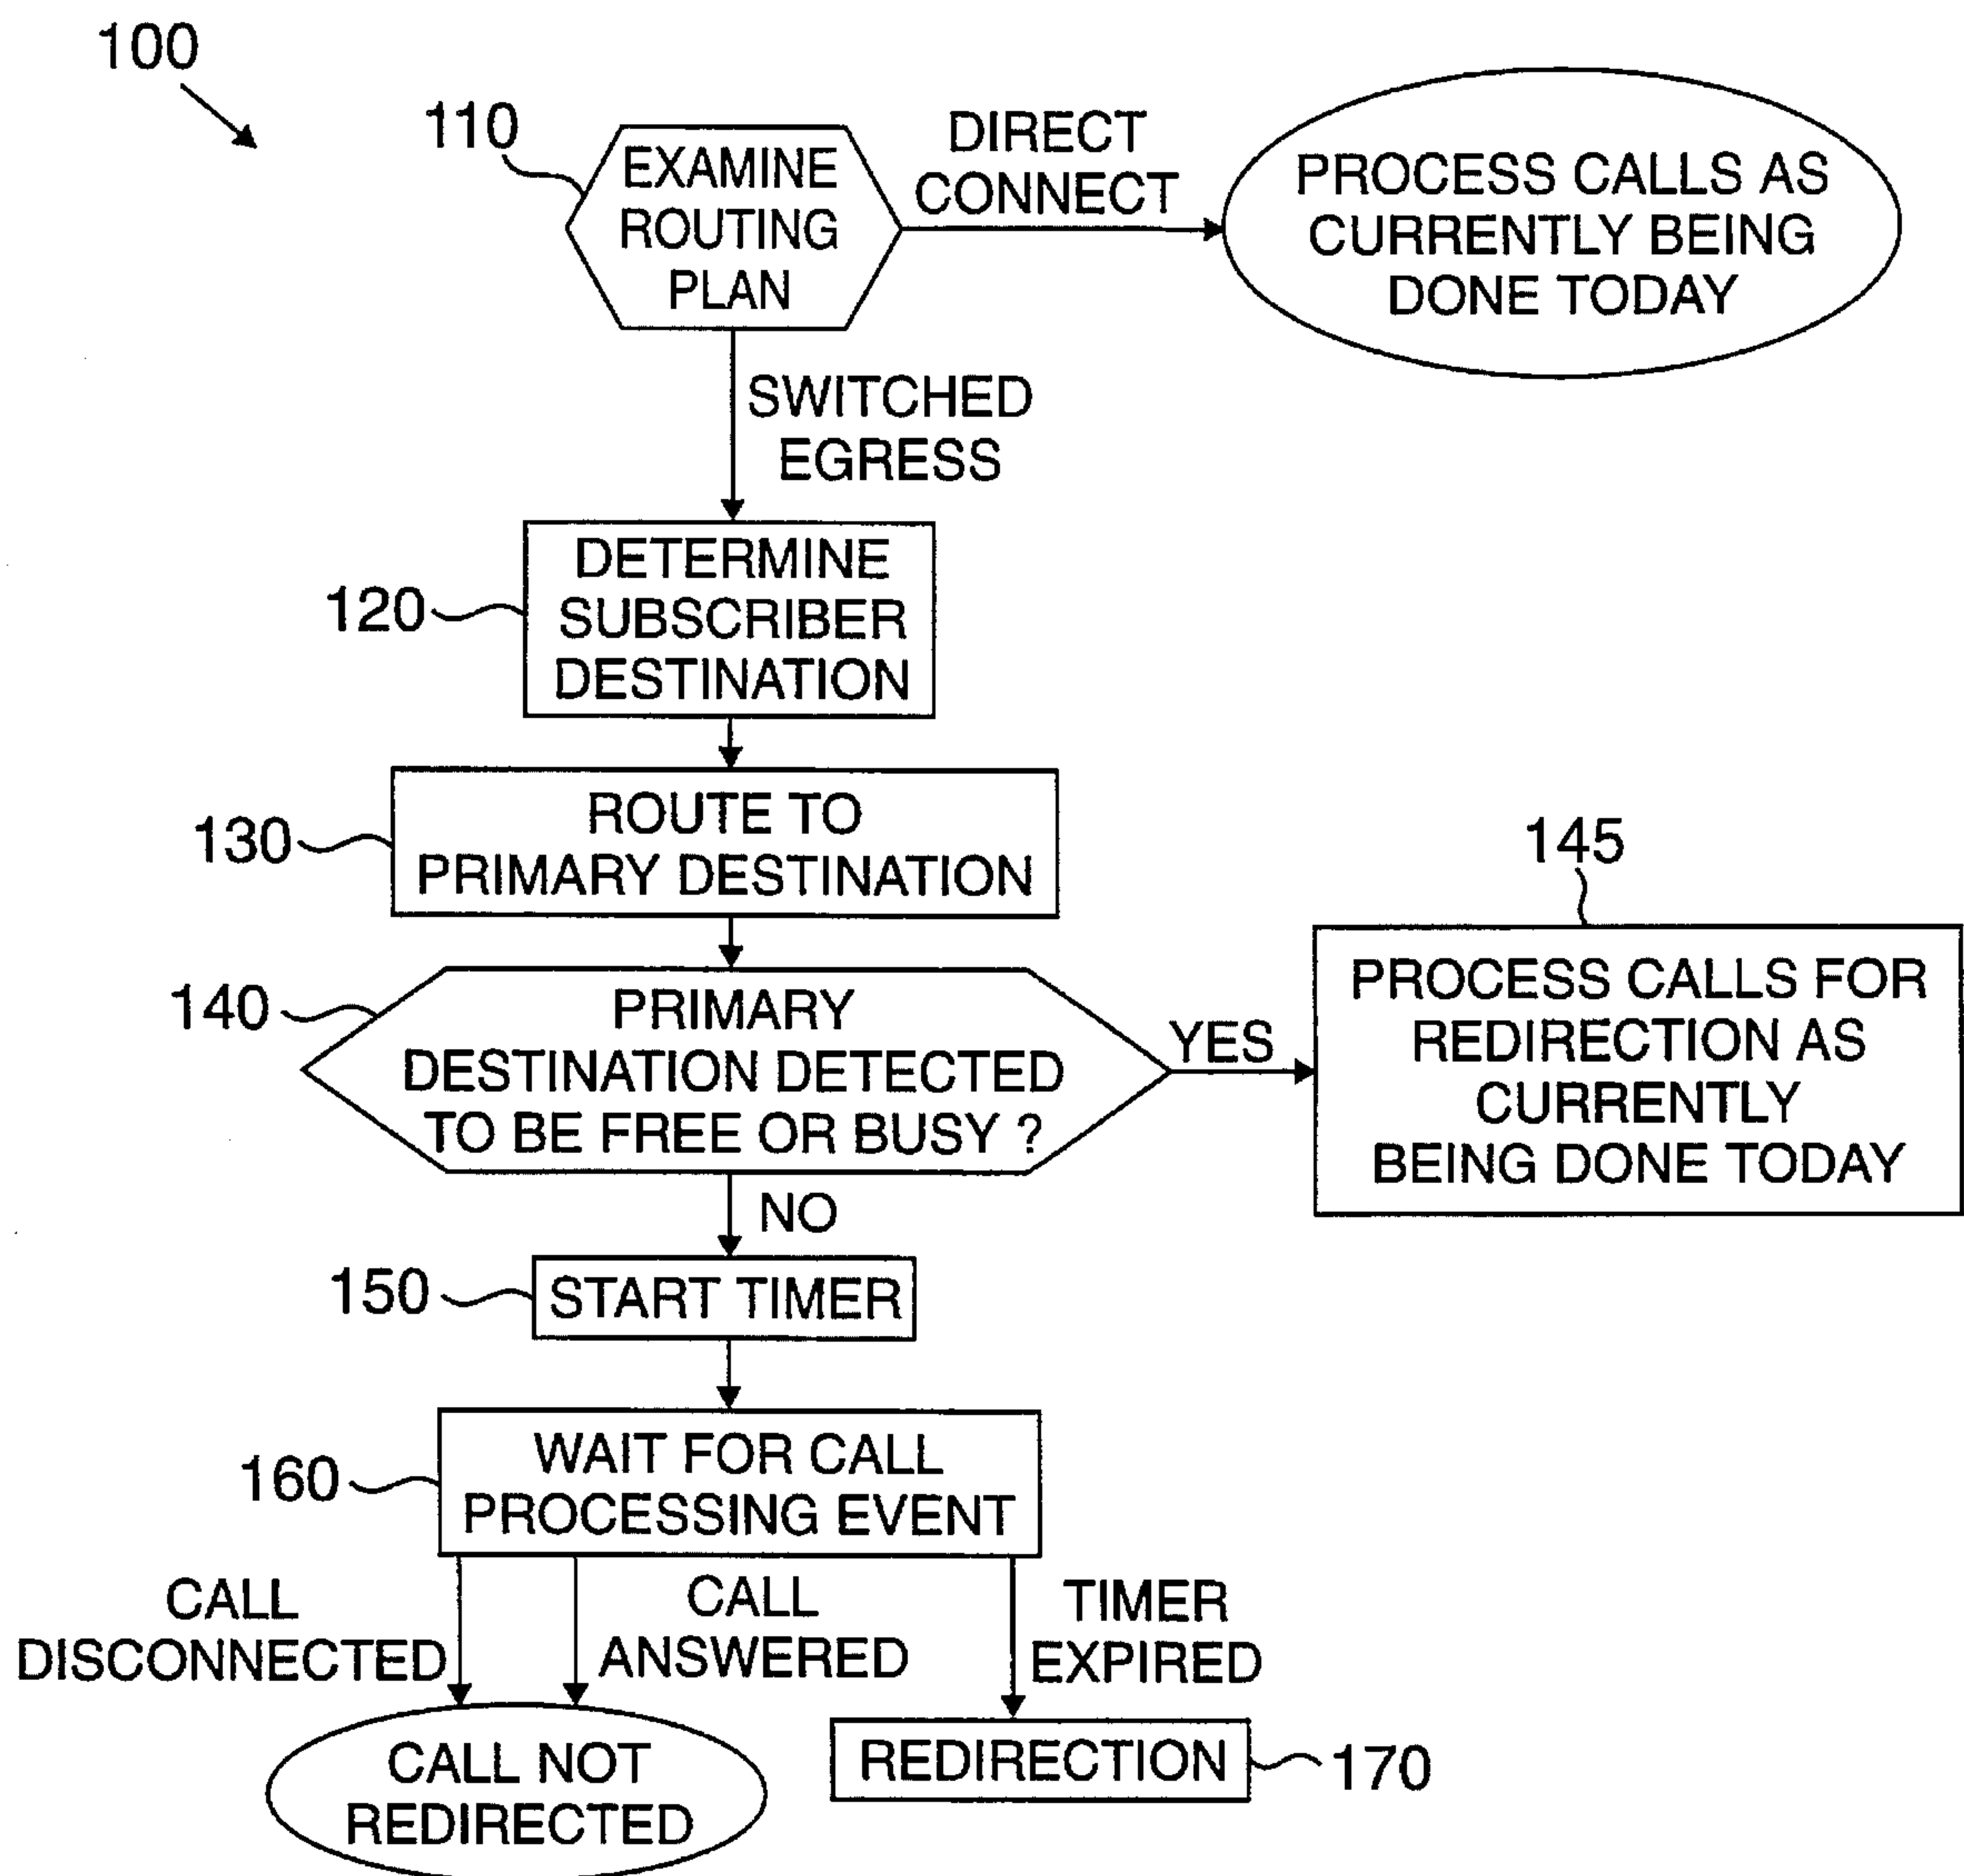 100
110
EXAMINE
ROUTING
PLAN
DIRECT
CONNECT
PROCESS CALLS AS
CURRENTLY BEING
DONE TODAY
SWITCHED
EGRESS
120
DETERMINE
SUBSCRIBER
DESTINATION
130
ROUTE TO
PRIMARY DESTINATION
140
PRIMARY
DESTINATION DETECTED
TO BE FREE OR BUSY ?
YES
145
PROCESS CALLS FOR
REDIRECTION AS
CURRENTLY
BEING DONE TODAY
NO
150
START TIMER
160
WAIT FOR CALL
PROCESSING EVENT
CALL
DISCONNECTED
CALL
ANSWERED
TIMER
EXPIRED
CALL NOT
REDIRECTED
REDIRECTION
170